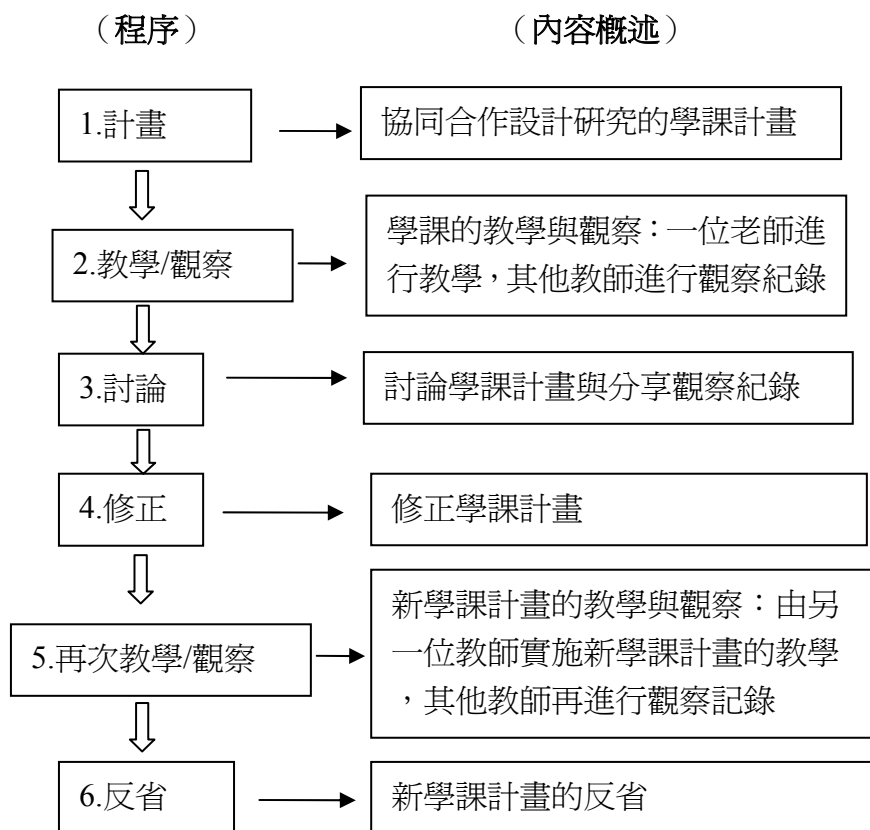 （程序） （內容概述）
1.計畫
協同合作設計研究的學課計畫
2.教學/觀察
學課的教學與觀察：一位老師進
行教學，其他教師進行觀察紀錄
3.討論
討論學課計畫與分享觀察紀錄
4.修正
修正學課計畫
5.再次教學/觀察
新學課計畫的教學與觀察：由另
一位教師實施新學課計畫的教學
，其他教師再進行觀察記錄
6.反省
新學課計畫的反省